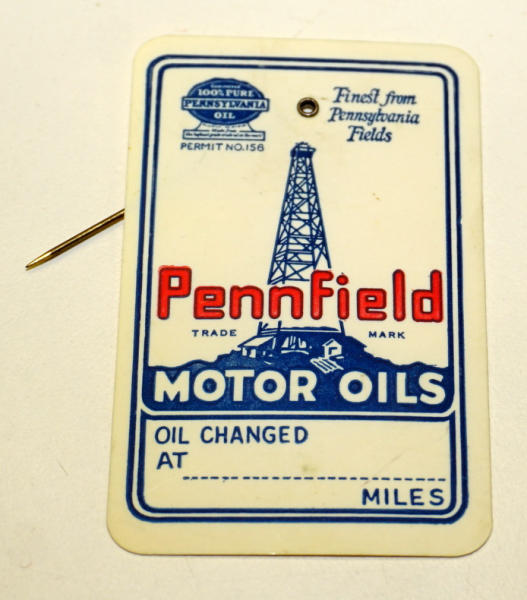 GUARANTEED
100% PURE
PENNSYLVANIA
OIL
PERMIT NO.156
Finest from
Pennsylvania
Fields
Pennfield
TRADE MARK
MOTOR OILS
OIL CHANGED
AT
MILES